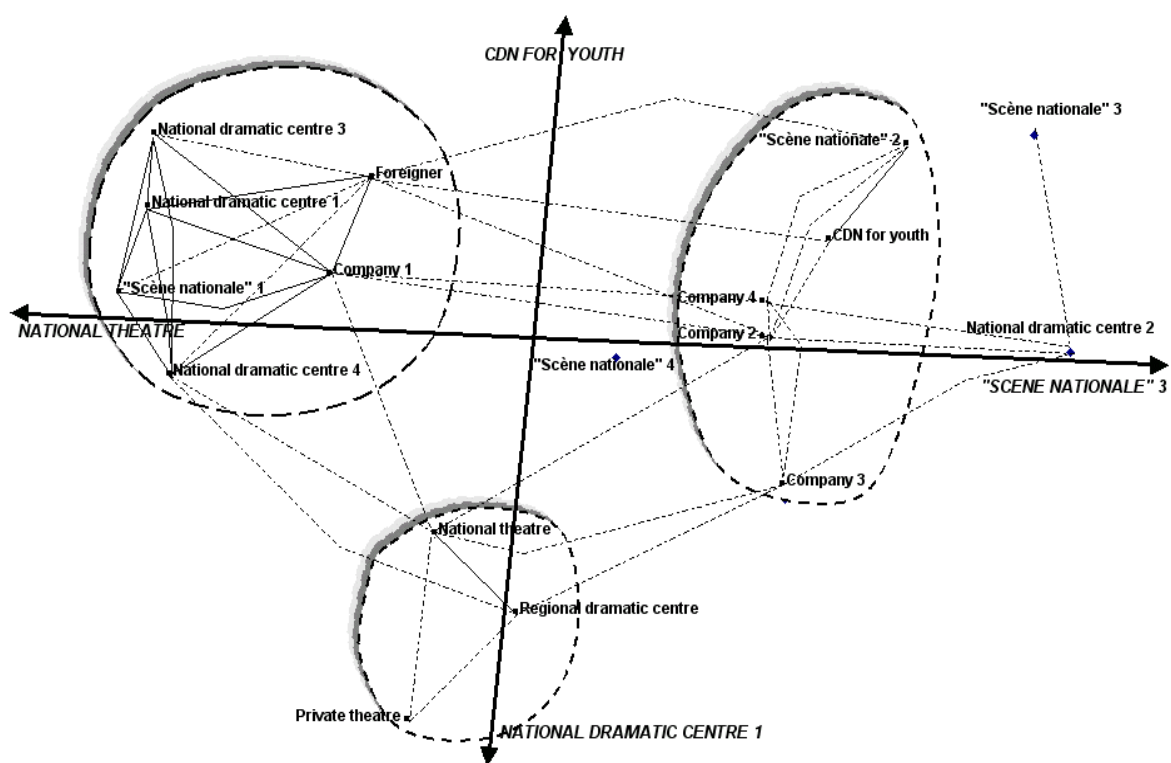 CDN FOR YOUTH
"Scène nationale" 3
National dramatic centre 3
"Scène nationale" 2
Foreigner
National dramatic centre 1
CDN for youth
Company 1
"Scène nationale" 1
Company 4
NATIONAL THEATRE
Company 2
National dramatic centre 2
"Scène nationale" 4
National dramatic centre 4
"SCENE NATIONALE" 3
Company 3
National theatre
Regional dramatic centre
Private theatre
NATIONAL DRAMATIC CENTRE 1